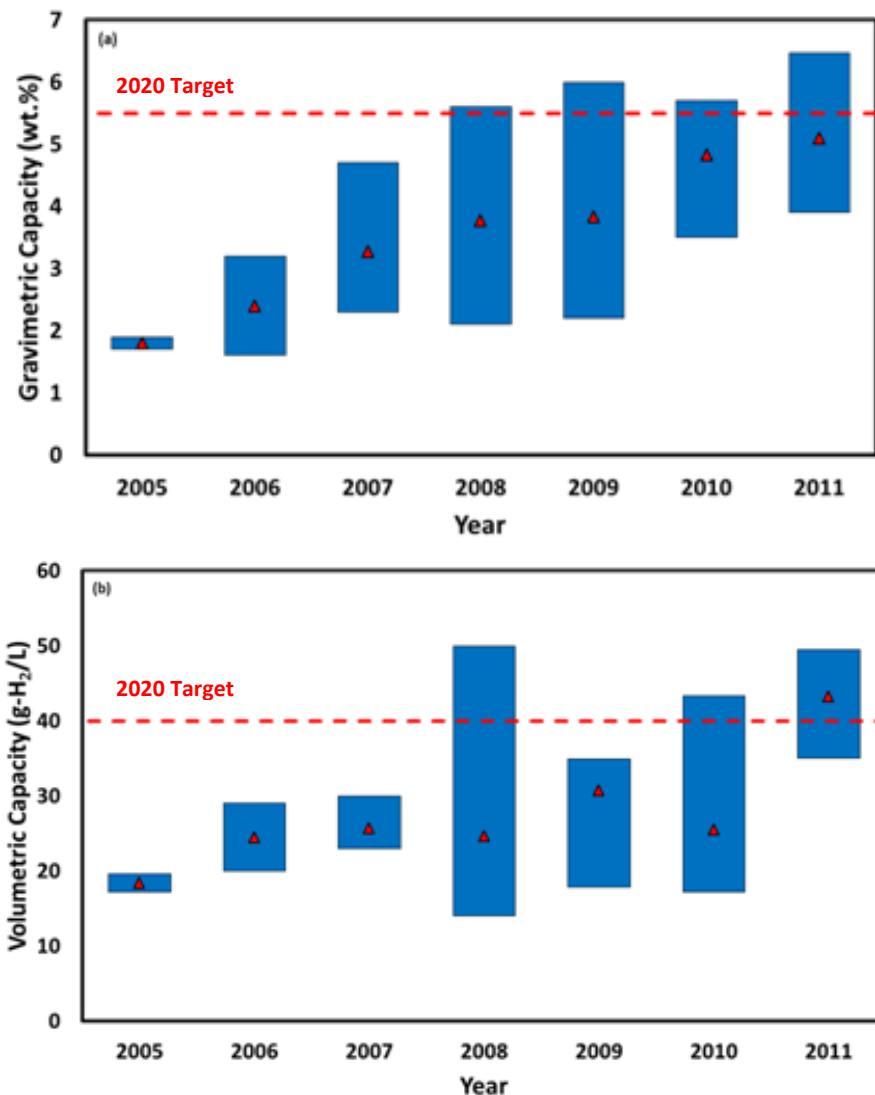 (a)
Gravimetric Capacity (wt.%)
7
6
5
4
3
2
1
0
2020 Target
2005 2006 2007 2008 2009 2010 2011
Year
(b)
Volumetric Capacity (g-H₂/L)
60
50
40
30
20
10
0
2020 Target
2005 2006 2007 2008 2009 2010 2011
Year